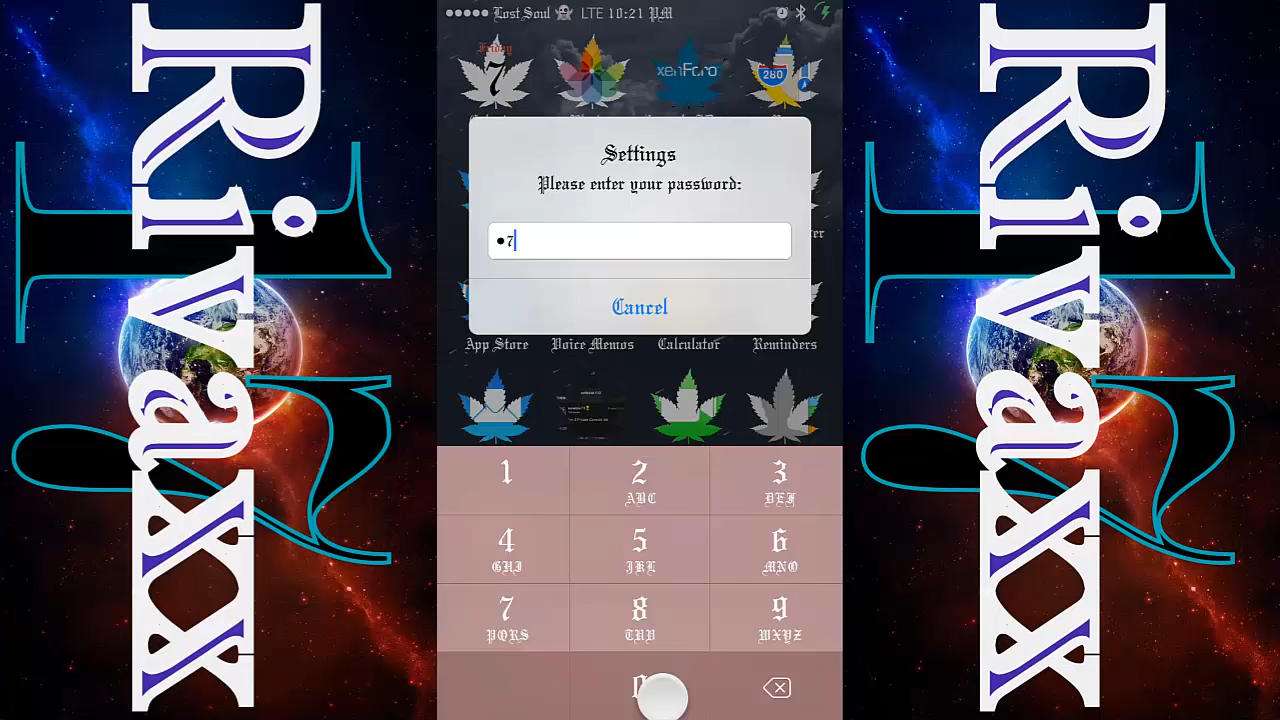 Rivaxx
●●●●● Lost Soul 👻 LTE 10:21 PM
Friday
7
xenForo
280
Settings
Please enter your password:
●7
Cancel
App Store Voice Memos Calculator Reminders
1 2 3
ABC DEF
4 5 6
GHI JKL MNO
7 8 9
PQRS TUV WXYZ
Rivaxx